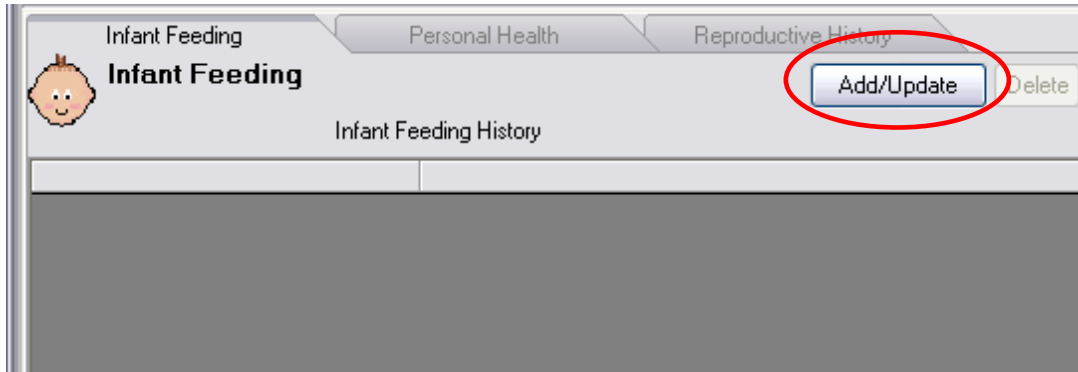 Infant Feeding Personal Health Reproductive History
Infant Feeding Add/Update Delete
Infant Feeding History